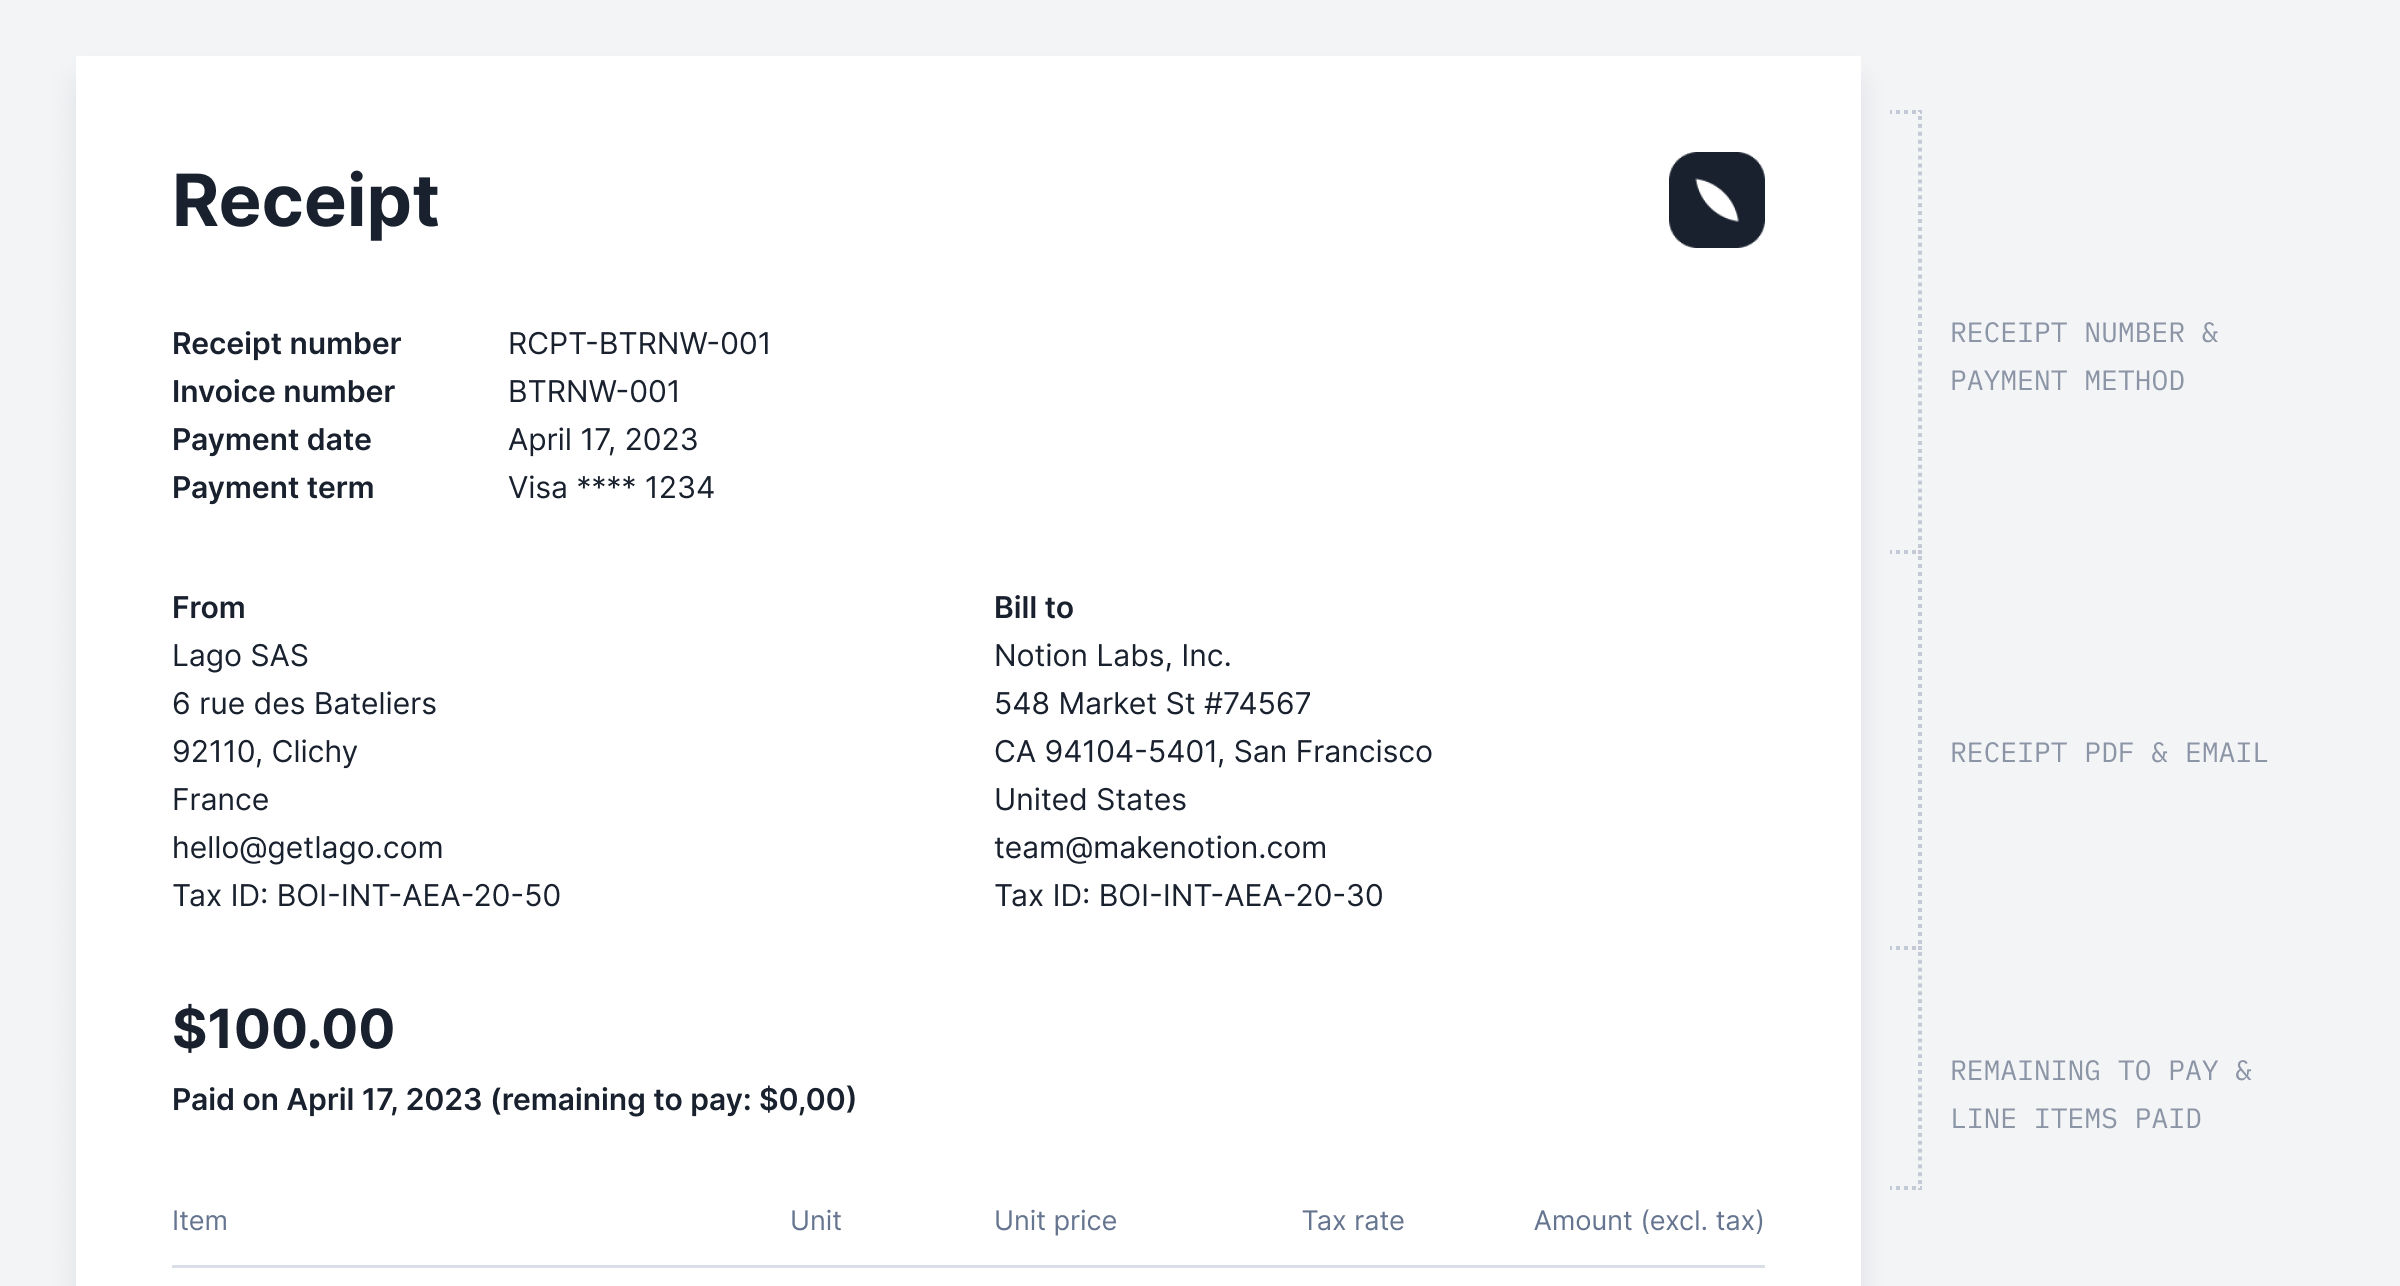 Receipt
Receipt number RCPT-BTRNW-001
Invoice number BTRNW-001
Payment date April 17, 2023
Payment term Visa **** 1234
From
Lago SAS
6 rue des Bateliers
92110, Clichy
France
hello@getlago.com
Tax ID: BOI-INT-AEA-20-50
Bill to
Notion Labs, Inc.
548 Market St #74567
CA 94104-5401, San Francisco
United States
team@makenotion.com
Tax ID: BOI-INT-AEA-20-30
$100.00
Paid on April 17, 2023 (remaining to pay: $0,00)
Item Unit Unit price Tax rate Amount (excl. tax)
RECEIPT NUMBER &
PAYMENT METHOD
RECEIPT PDF & EMAIL
REMAINING TO PAY &
LINE ITEMS PAID